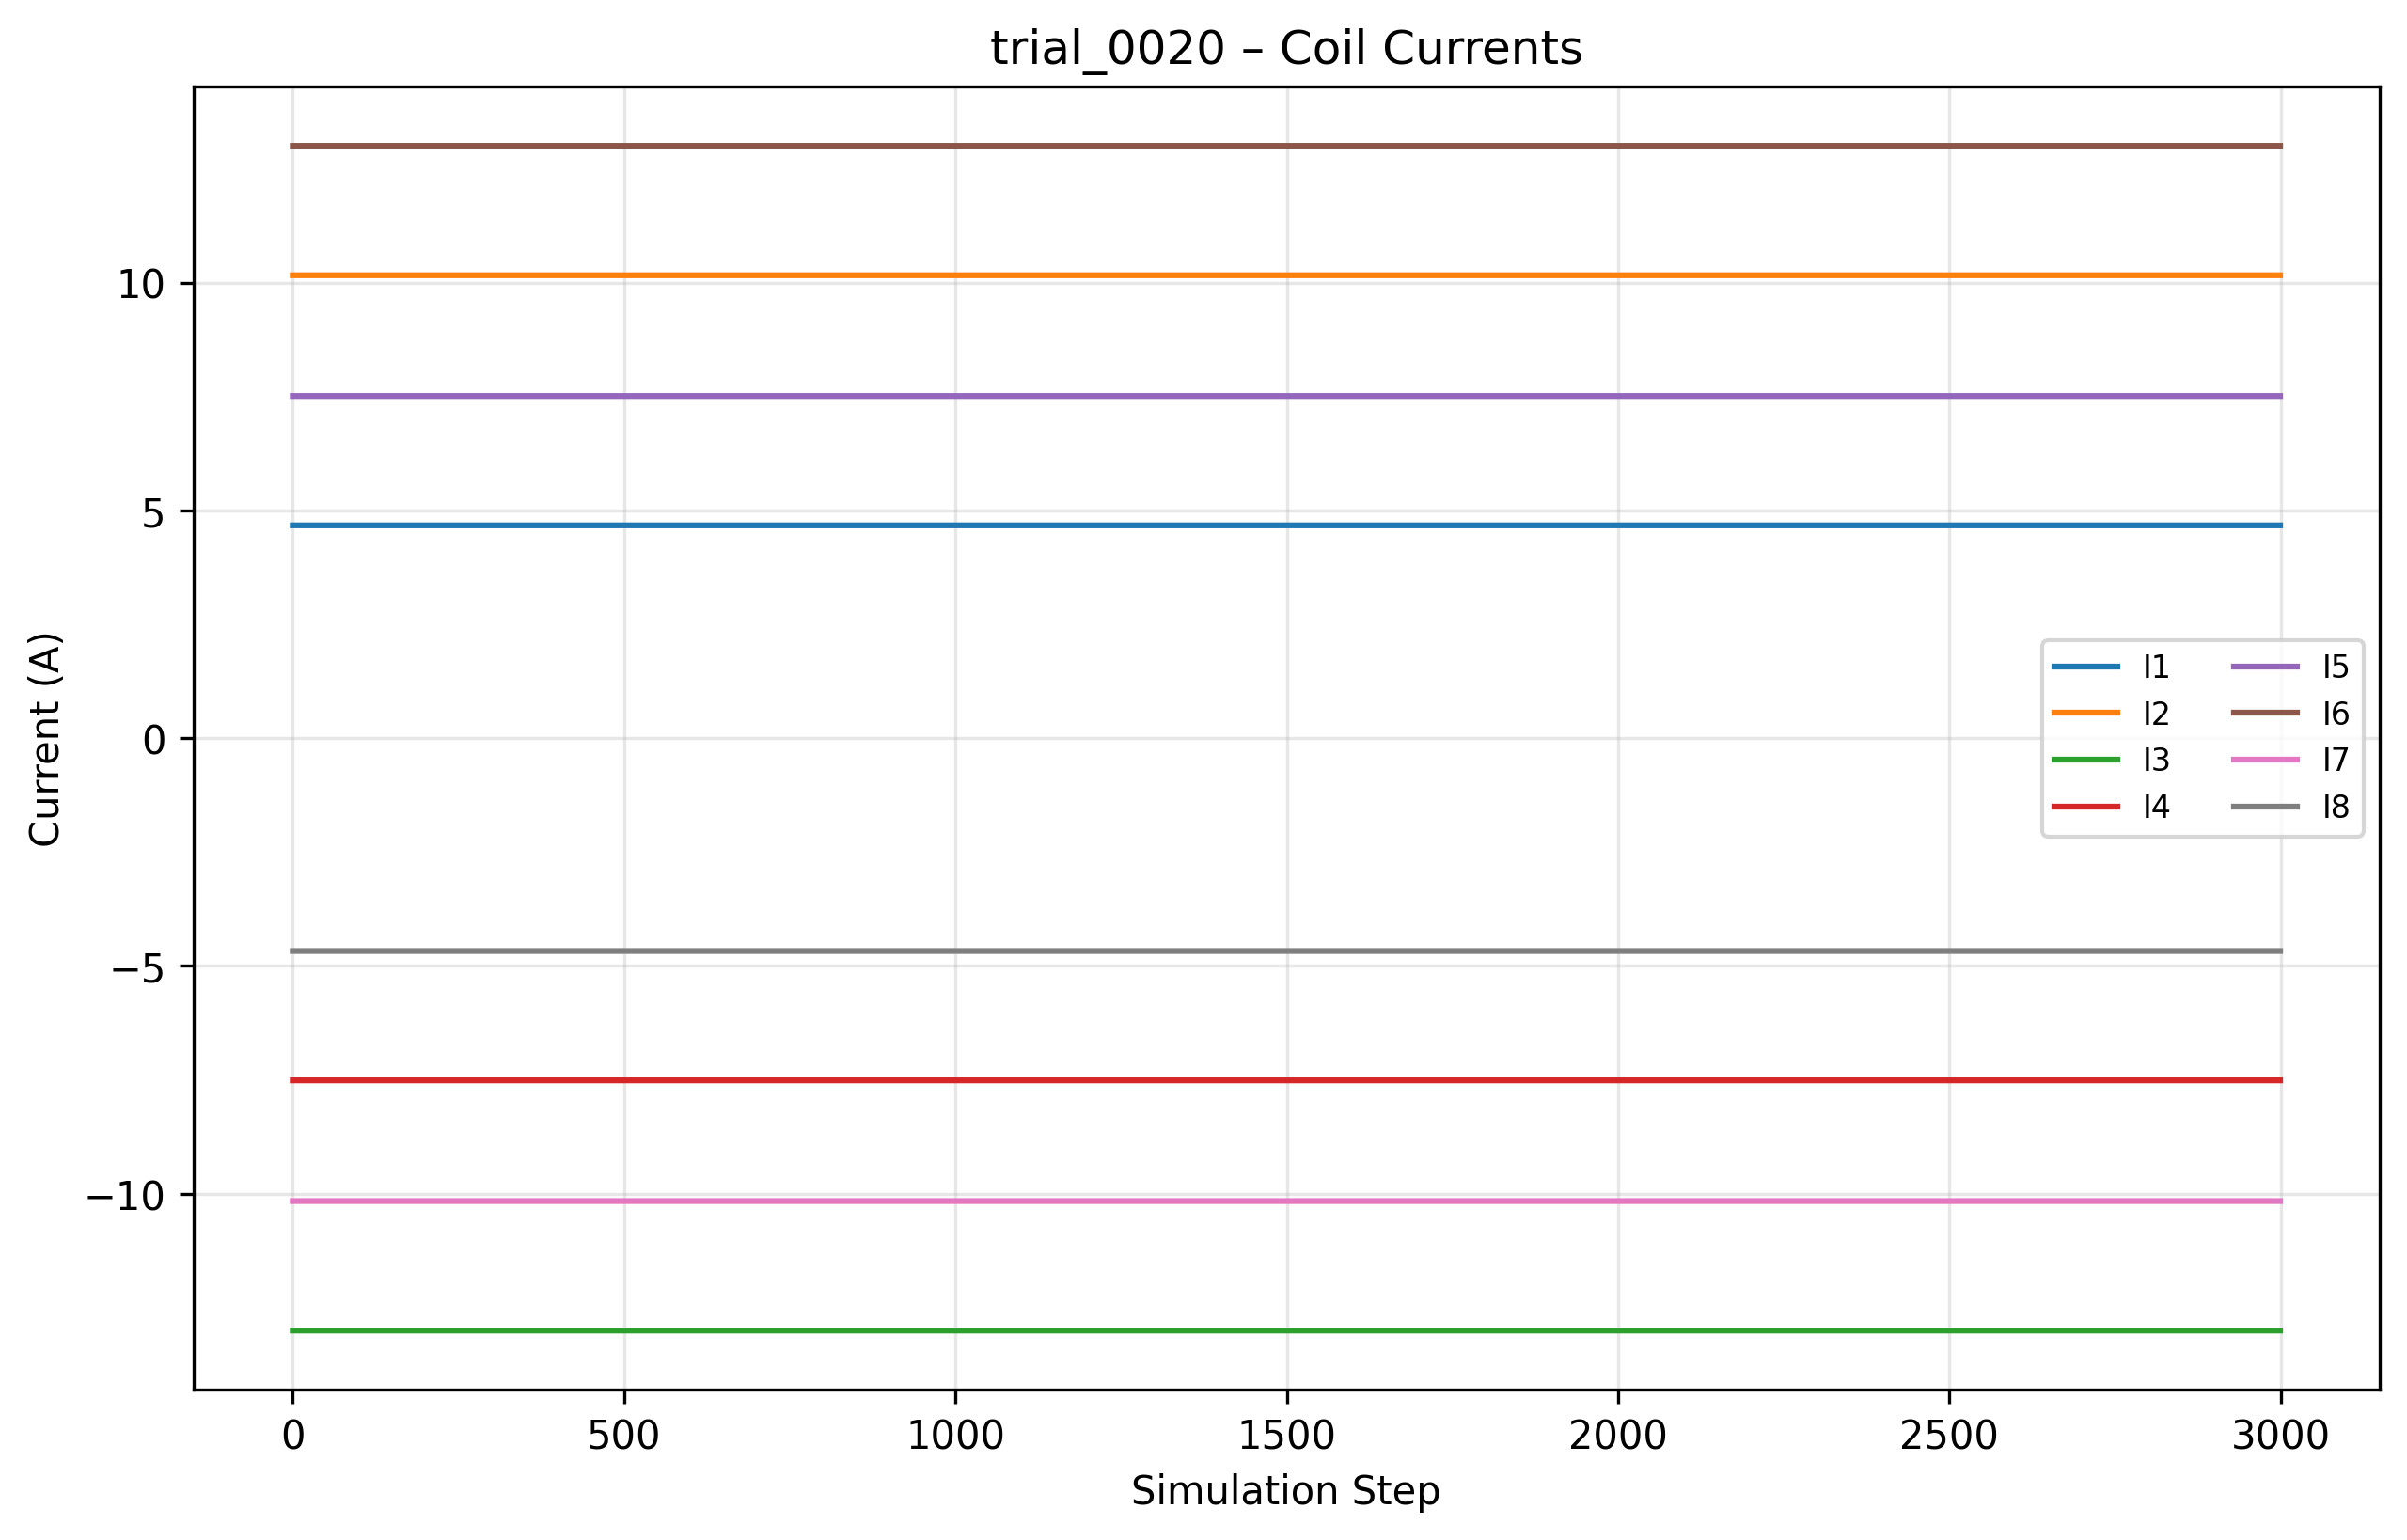 trial_0020 – Coil Currents
Current (A)
10
5
0
−5
−10
I1
I2
I3
I4
I5
I6
I7
I8
0 500 1000 1500 2000 2500 3000
Simulation Step